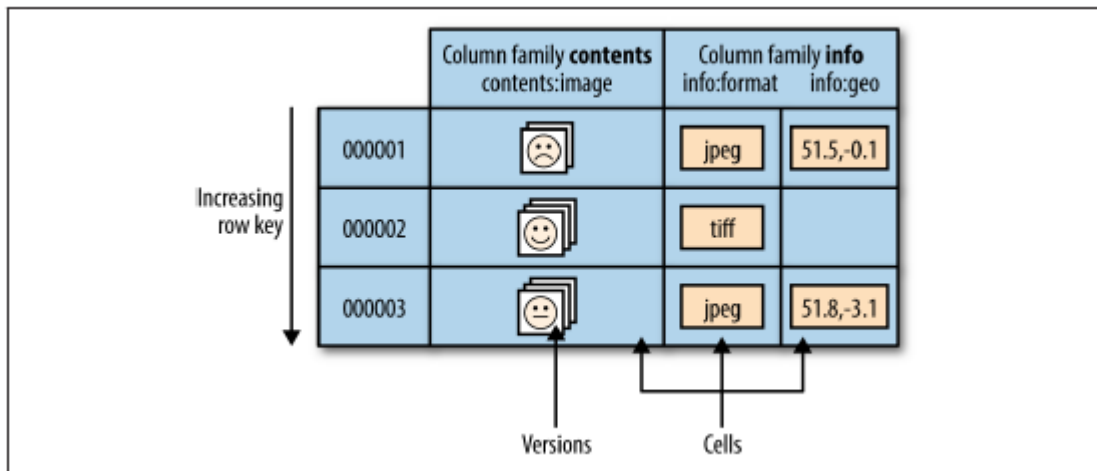 Column family contents
contents:image
Column family info
info:format info:geo
Increasing
row key
000001
jpeg
51.5,-0.1
000002
tiff
000003
jpeg
51.8,-3.1
Versions
Cells